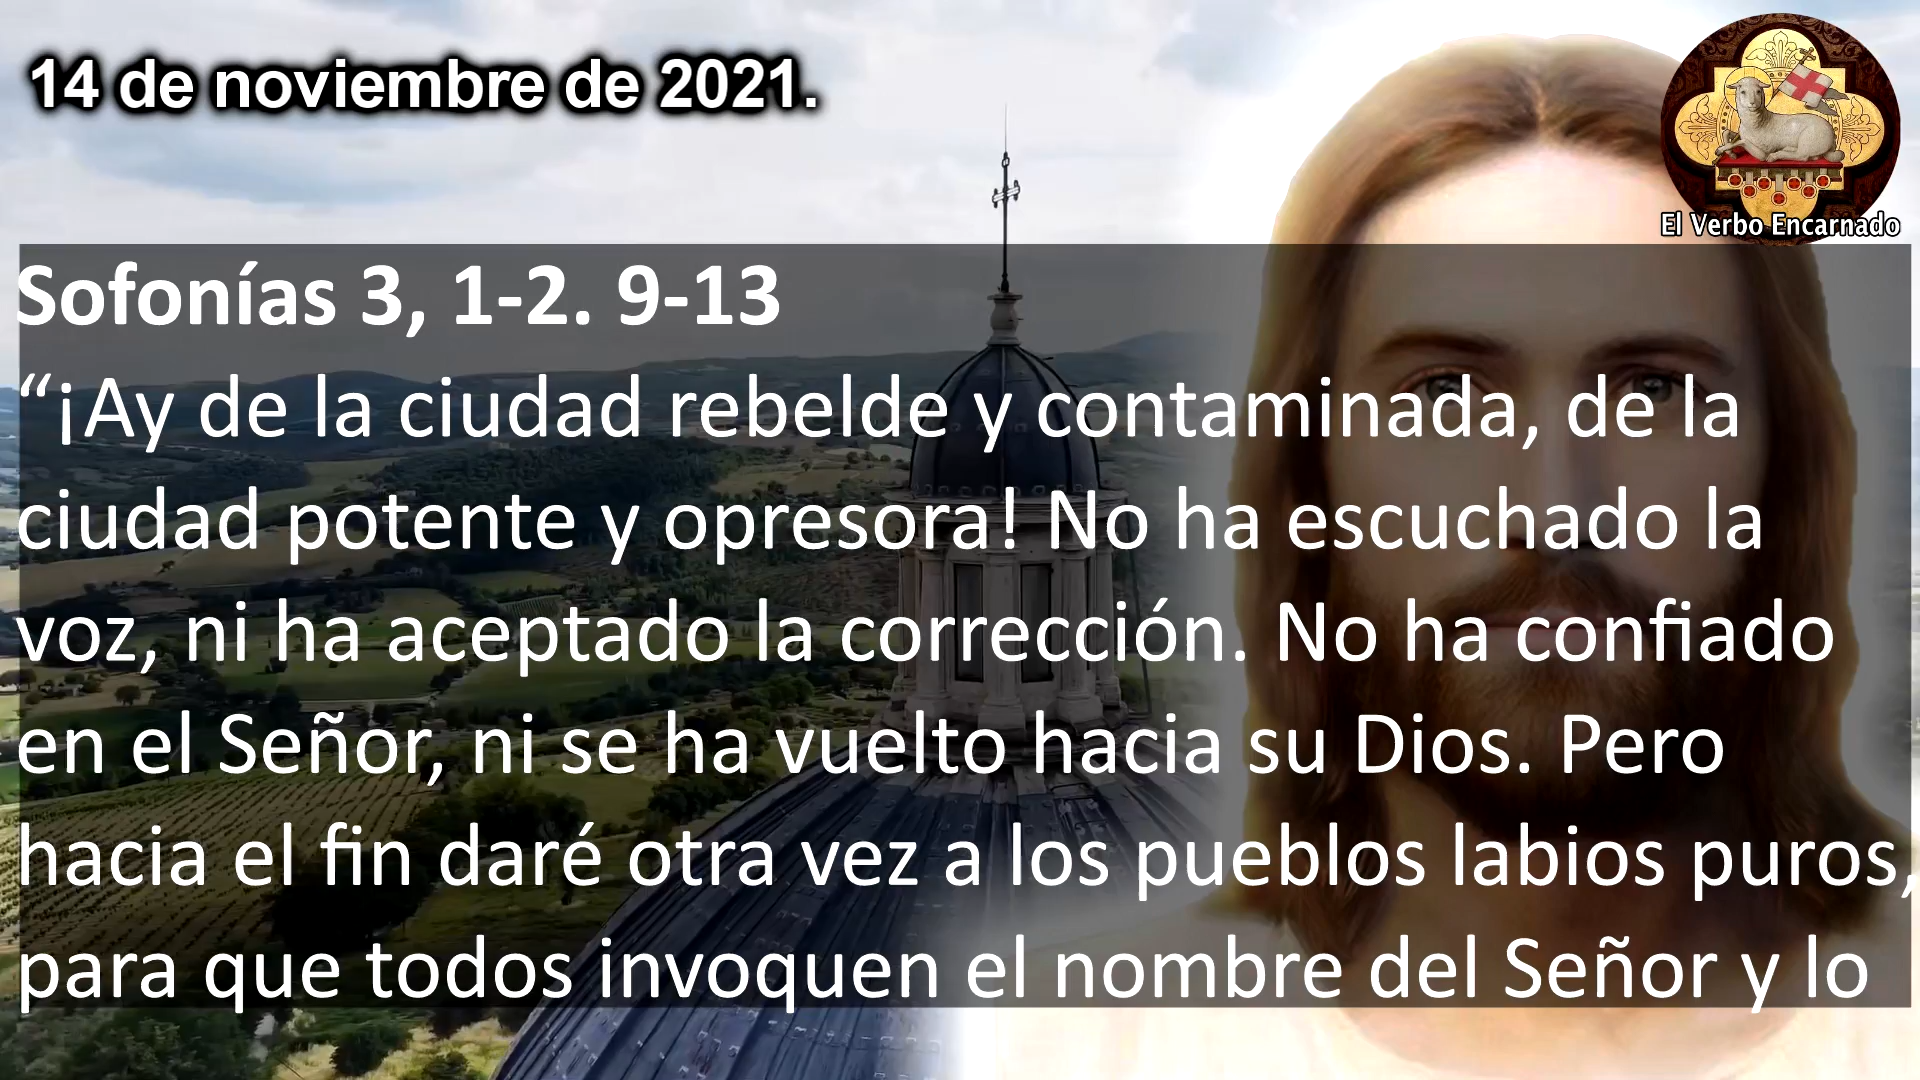 14 de noviembre de 2021.
El Verbo Encarnado
Sofonías 3, 1-2. 9-13
“¡Ay de la ciudad rebelde y contaminada, de la
ciudad potente y opresora! No ha escuchado la
voz, ni ha aceptado la corrección. No ha confiado
en el Señor, ni se ha vuelto hacia su Dios. Pero
hacia el fin daré otra vez a los pueblos labios puros,
para que todos invoquen el nombre del Señor y lo